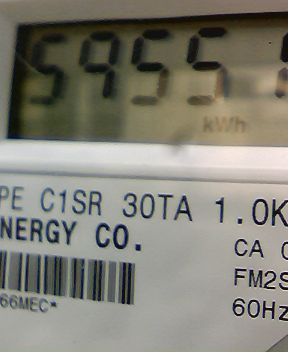 5955
kWh
PE C1SR 30TA 1.0K
NERGY CO.
CA
FM2S
60Hz
66MEC*